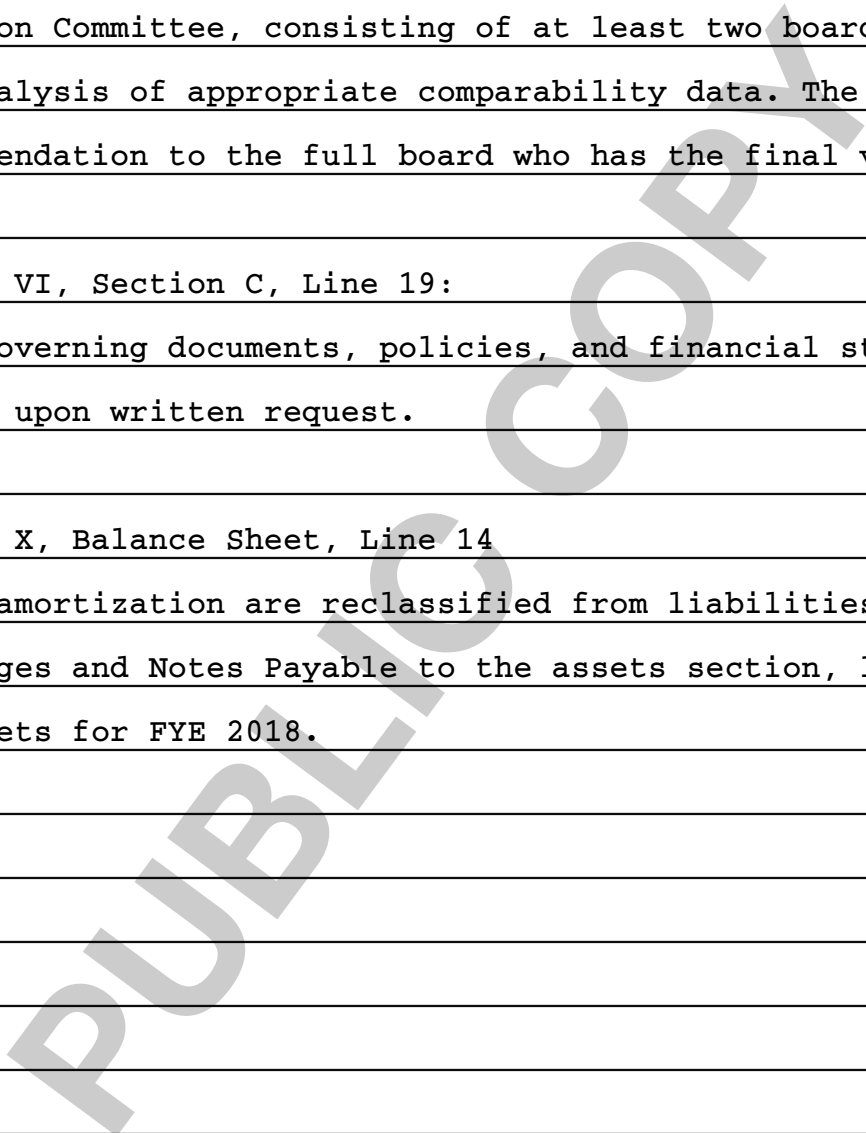 on Committee, consisting of at least two board
alysis of appropriate comparability data. The
endation to the full board who has the final
VI, Section C, Line 19:
overning documents, policies, and financial st
upon written request.
X, Balance Sheet, Line 14
amortization are reclassified from liabilities
ges and Notes Payable to the assets section,
ets for FYE 2018.
PUBLIC COPY